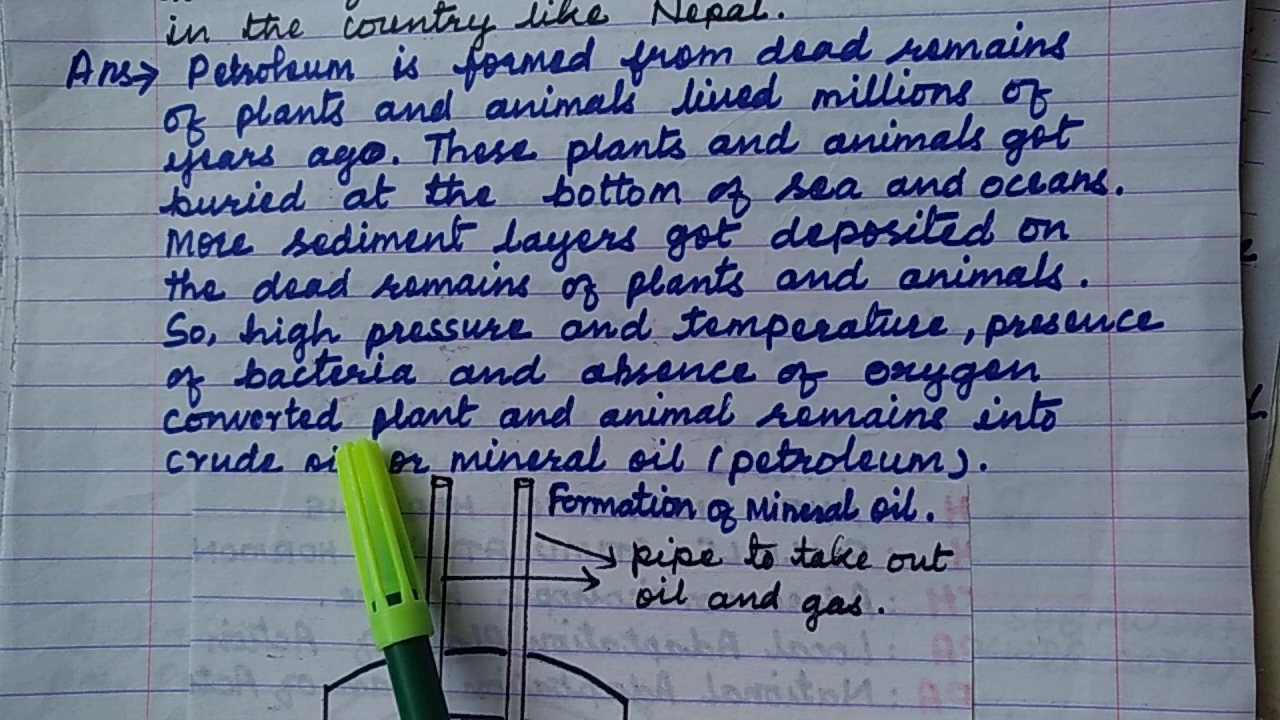 in the country like Nepal.
Ans→ Petroleum is formed from dead remains
of plants and animals lived millions of
years ago. These plants and animals got
buried at the bottom of sea and oceans.
More sediment layers got deposited on
the dead remains of plants and animals.
So, high pressure and temperature, presence
of bacteria and absence of oxygen
converted plant and animal remains into
crude oil or mineral oil (petroleum).
Formation of Mineral oil.
pipe to take out
oil and gas.